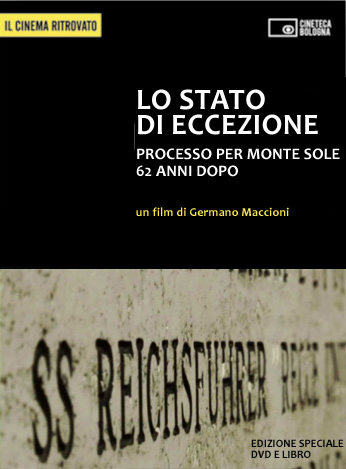 IL CINEMA RITROVATO
CINETECA
BOLOGNA
LO STATO
DI ECCEZIONE
PROCESSO PER MONTE SOLE
62 ANNI DOPO
un film di Germano Maccioni
SS REICHSFUHRER"
EDIZIONE SPECIALE
DVD E LIBRO